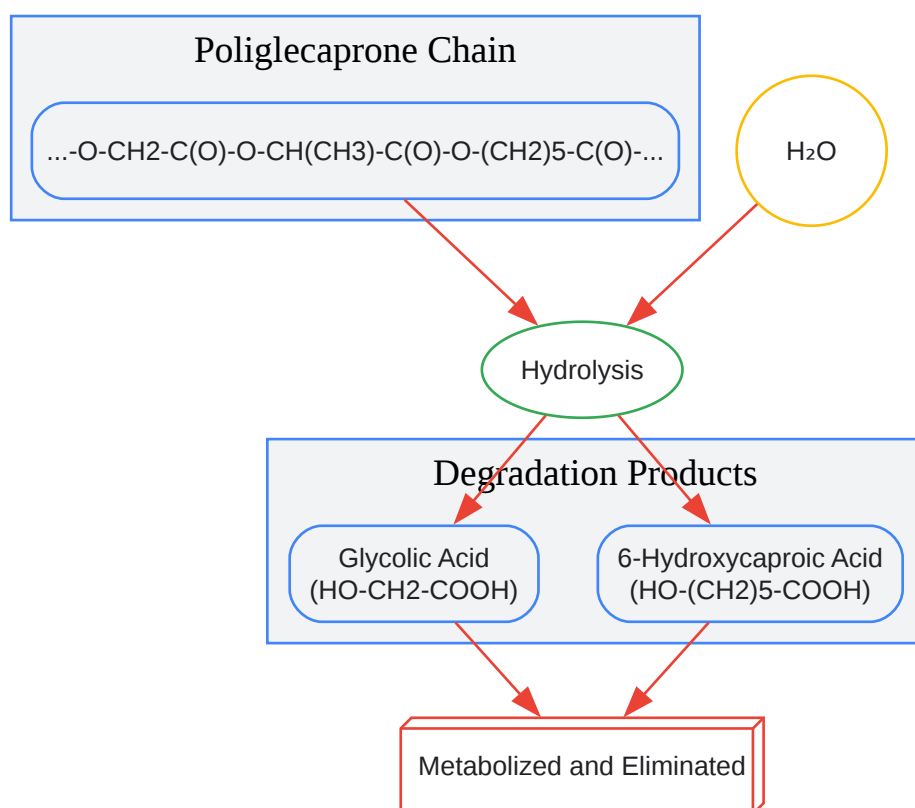 Poliglecaprone Chain
...-O-CH2-C(O)-O-CH(CH3)-C(O)-O-(CH2)5-C(O)-...
H₂O
Hydrolysis
Degradation Products
Glycolic Acid
(HO-CH2-COOH)
6-Hydroxycaproic Acid
(HO-(CH2)5-COOH)
Metabolized and Eliminated